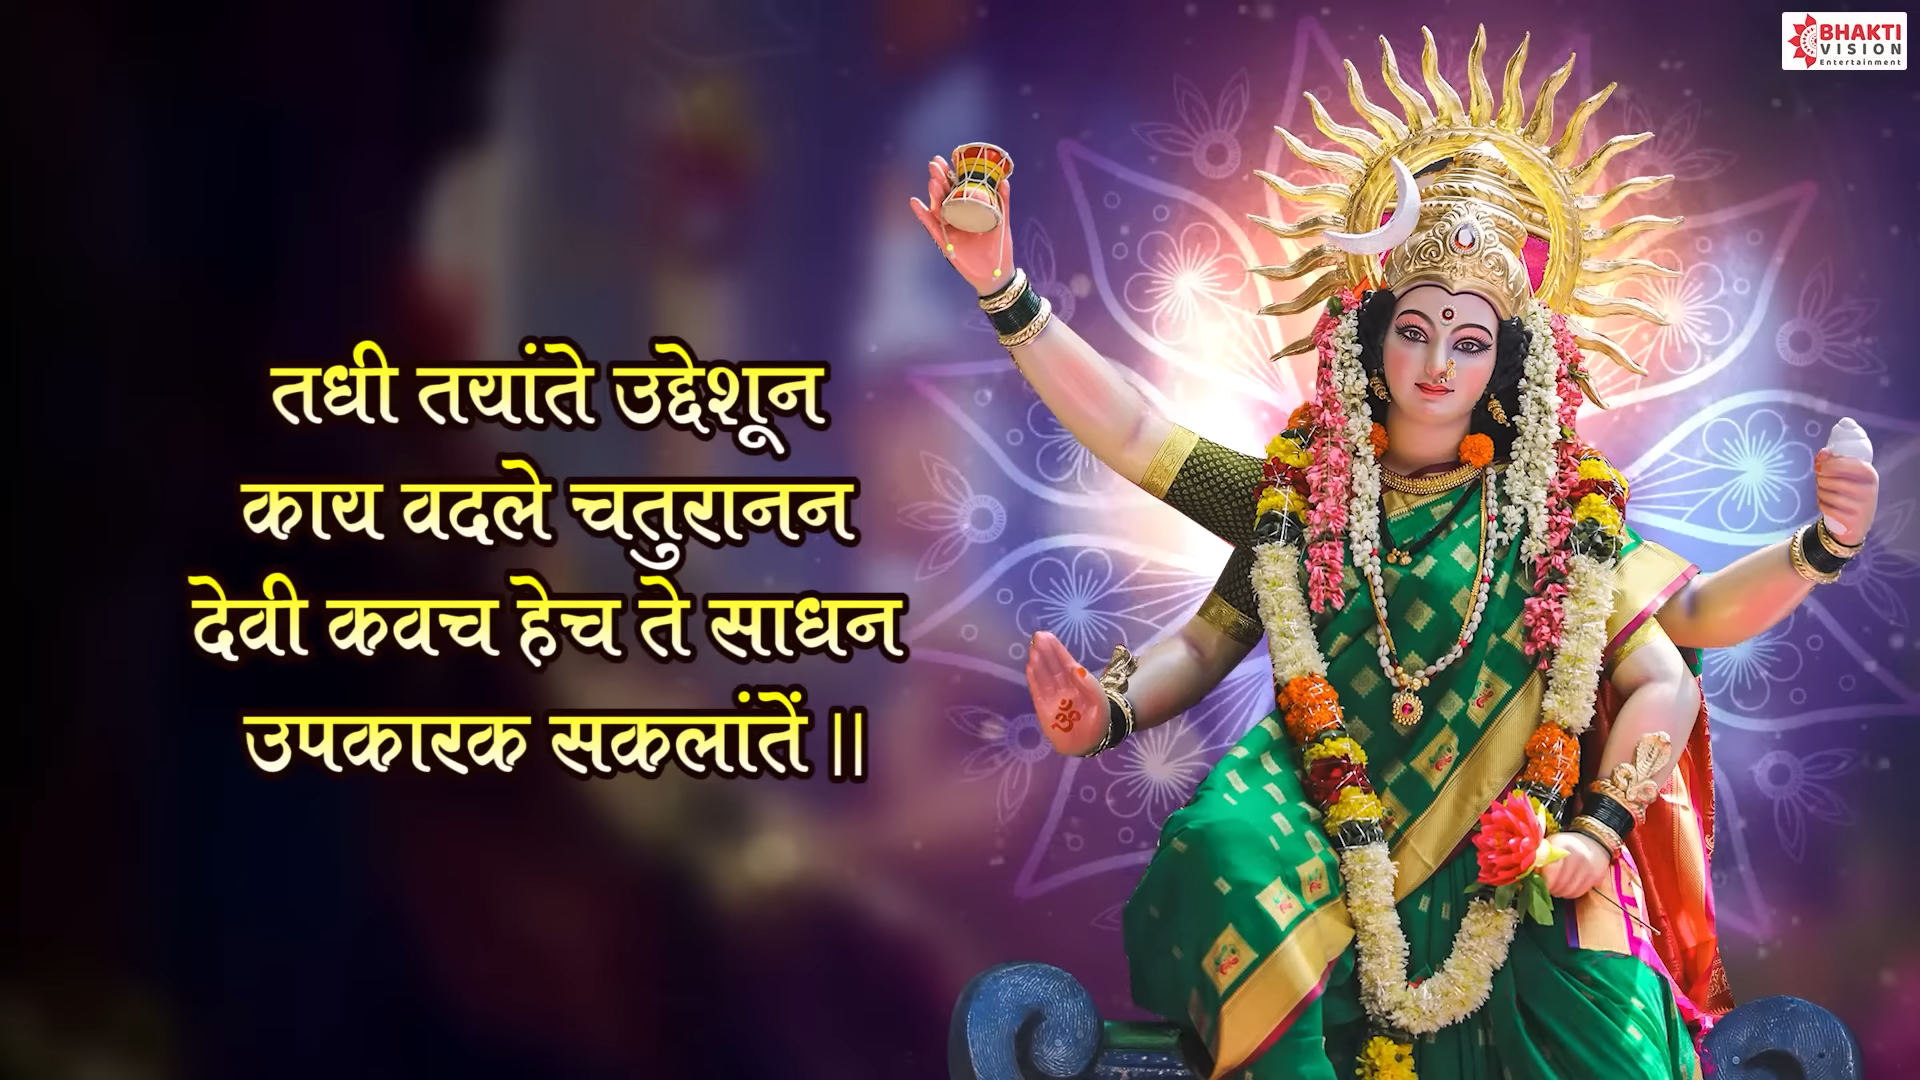 BHAKTI
VISION
Entertainment
तधी तयांते उद्देशून
काय वदले चतुरानन
देवी कवच हेच ते साधन
उपकारक सकलांतें ||